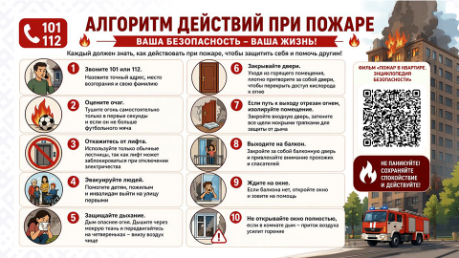 101
112
АЛГОРИТМ ДЕЙСТВИЙ ПРИ ПОЖАРЕ
ВАША БЕЗОПАСНОСТЬ – ВАША ЖИЗНЬ!
Каждый должен знать, как действовать при пожаре, чтобы защитить себя и помочь другим!
1
Звоните 101 или 112.
Назовите точный адрес, место
возгорания и свою фамилию
2
Оцените очаг.
Тушите огонь самостоятельно
только в первые секунды
и если он не больше
футбольного мяча
3
Откажитесь от лифта.
Используйте только обычные
лестницы, так как лифт может
заблокироваться при отключении
электричества
4
Эвакуируйте людей.
Помогите детям, пожилым
и инвалидам выйти на улицу
первыми
5
Защищайте дыхание.
Дым опаснее огня. Дышите через
мокрую ткань и передвигайтесь
на четвереньках – внизу воздух
чище
6
Закрывайте двери.
Уходя из горящего помещения,
плотно притворите за собой двери,
чтобы перекрыть доступ кислорода
к огню
7
Если путь к выходу отрезан огнем,
изолируйте помещение.
Закройте входную дверь, заткните
все щели мокрыми тряпками для
защиты от дыма
8
Выходите на балкон.
Закройте за собой балконную дверь
и привлекайте внимание прохожих
и спасателей
9
Ждите на окне.
Если балкона нет, откройте окно
и зовите на помощь
10
Не открывайте окно полностью,
если в комнате дым – приток воздуха
усилит горение
ФИЛЬМ «ПОЖАР В КВАРТИРЕ.
ЭНЦИКЛОПЕДИЯ
БЕЗОПАСНОСТИ»
НЕ ПАНИКУЙТЕ!
СОХРАНЯЙТЕ
СПОКОЙСТВИЕ
И ДЕЙСТВУЙТЕ!